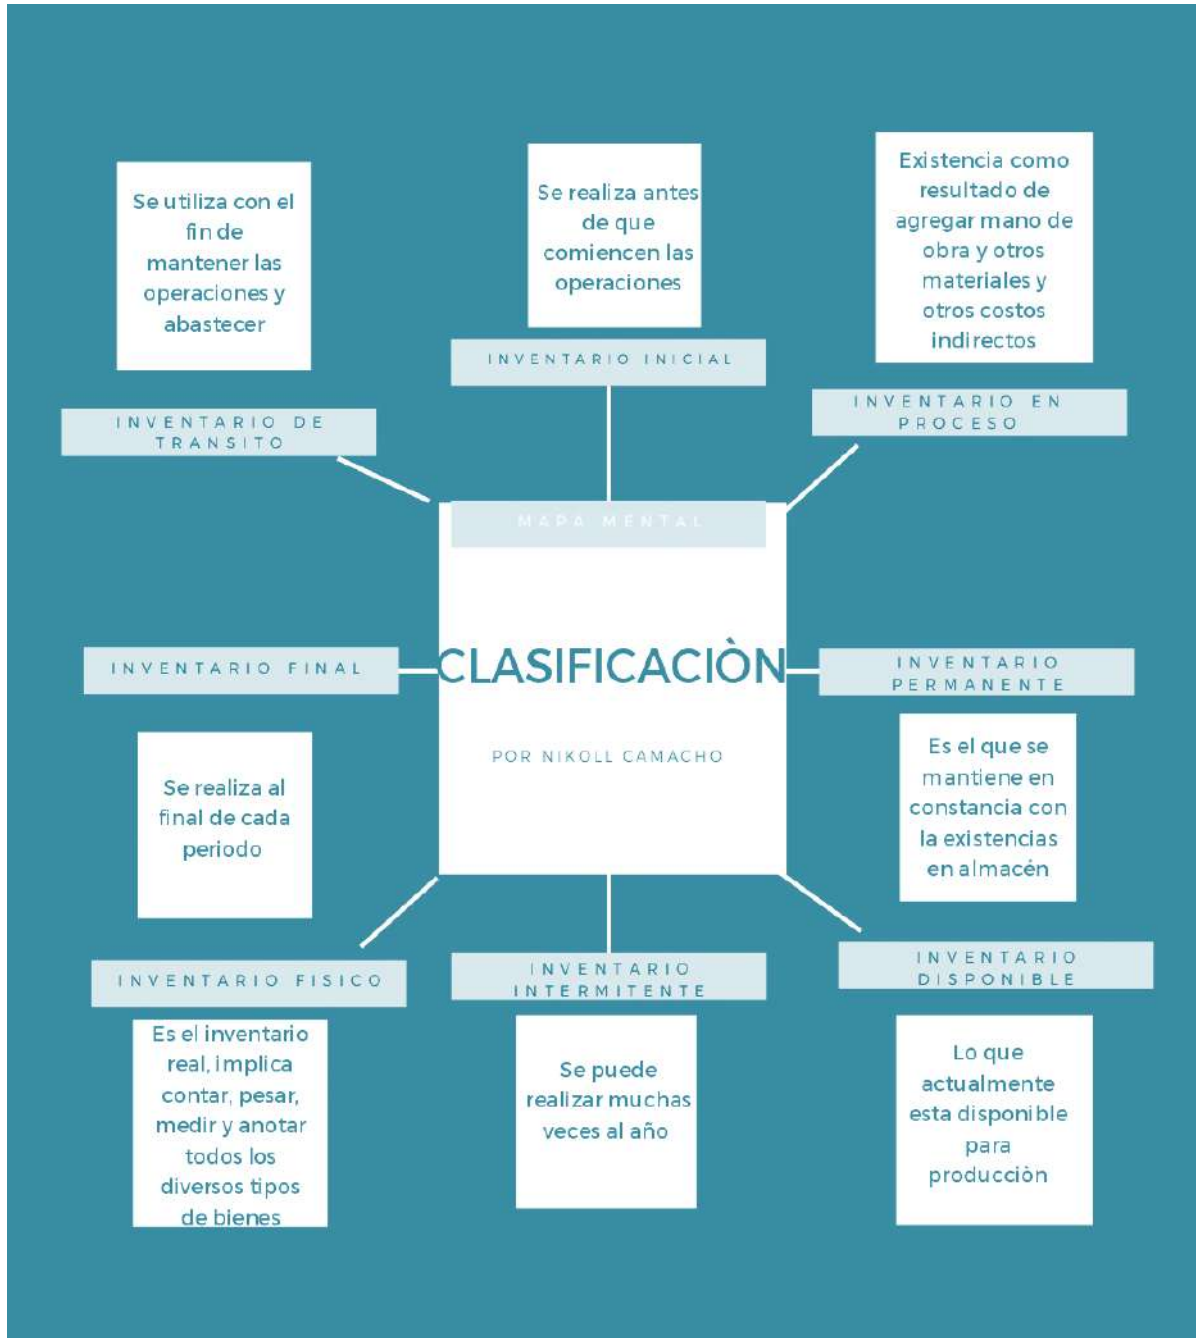 Se utiliza con el
fin de
mantener las
operaciones y
abastecer
INVENTARIO DE
TRANSITO
Se realiza antes
de que
comiencen las
operaciones
INVENTARIO INICIAL
Existencia como
resultado de
agregar mano de
obra y otros
materiales y
otros costos
indirectos
INVENTARIO EN
PROCESO
MAPA MENTAL
CLASIFICACIÒN
POR NIKOLL CAMACHO
INVENTARIO FINAL
Se realiza al
final de cada
periodo
INVENTARIO
PERMANENTE
Es el que se
mantiene en
constancia con
la existencias
en almacén
INVENTARIO FISICO
Es el inventario
real, implica
contar, pesar,
medir y anotar
todos los
diversos tipos
de bienes
INVENTARIO
INTERMITENTE
Se puede
realizar muchas
veces al año
INVENTARIO
DISPONIBLE
Lo que
actualmente
esta disponible
para
producciòn